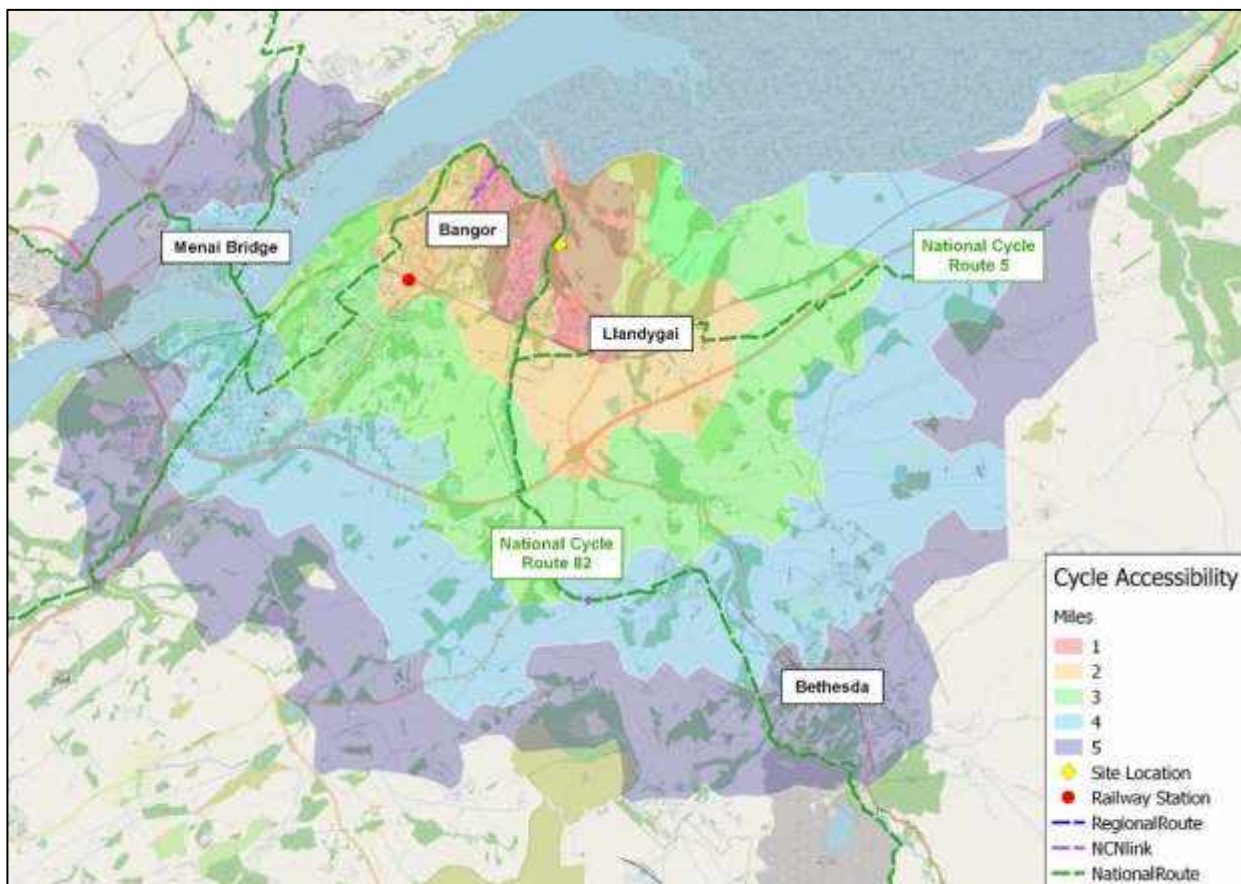 Bangor
Menai Bridge
National Cycle
Route 5
Llandygai
National Cycle
Route 82
Bethesda
Cycle Accessibility
Miles
1
2
3
4
5
Site Location
Railway Station
RegionalRoute
NCNlink
NationalRoute